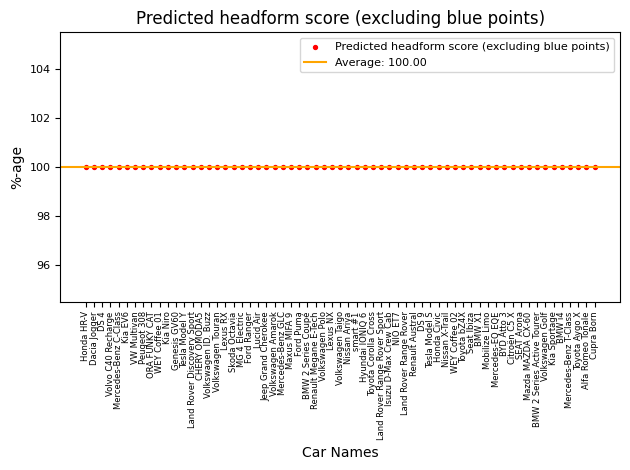 Predicted headform score (excluding blue points)
Predicted headform score (excluding blue points)
Average: 100.00
104
102
100
98
96
%-age
Honda HR-V
Dacia Jogger
DS 4
Volvo C40 Recharge
Mercedes-Benz C-Class
Kia EV6
VW Multivan
Peugeot 308
ORA FUNKY CAT
WEY Coffee 01
Kia Niro
Genesis GV60
Tesla Model Y
Land Rover Discovery Sport
CHERY OMODA5
Volkswagen ID. Buzz
Volkswagen Touran
Lexus RX
Skoda Octavia
MG4 Electric
Ford Ranger
Lucid Air
Jeep Grand Cherokee
Volkswagen Amarok
Mercedes-Benz GLC
Maxus MIFA 9
Ford Puma
BMW 2 Series Coupé
Renault Megane E-Tech
Volkswagen Polo
Lexus NX
Volkswagen Taigo
Nissan Ariya
smart #1
Hyundai IONIQ 6
Toyota Corolla Cross
Land Rover Range Rover Sport
Isuzu D-Max Crew Cab
NIO ET7
Land Rover Range Rover
Renault Austral
DS 9
Tesla Model S
Honda Civic
Nissan X-Trail
WEY Coffee 02
Toyota bZ4X
Seat Ibiza
BMW X1
Mobilize Limo
Mercedes-EQ EQE
BYD Atto 3
Citroën C5 X
SEAT Arona
Mazda MAZDA CX-60
BMW 2 Series Active Tourer
Volkswagen Golf
Kia Sportage
BMW i4
Mercedes-Benz T-Class
Toyota Aygo X
Alfa Romeo Tonale
Cupra Born
Car Names